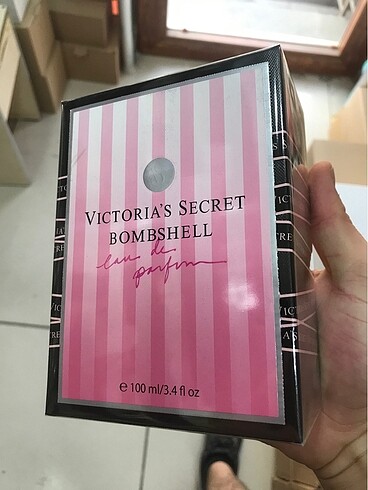 VICTORIA'S SECRET
BOMBSHELL
eau de
parfum
℮ 100 ml/3.4 fl oz